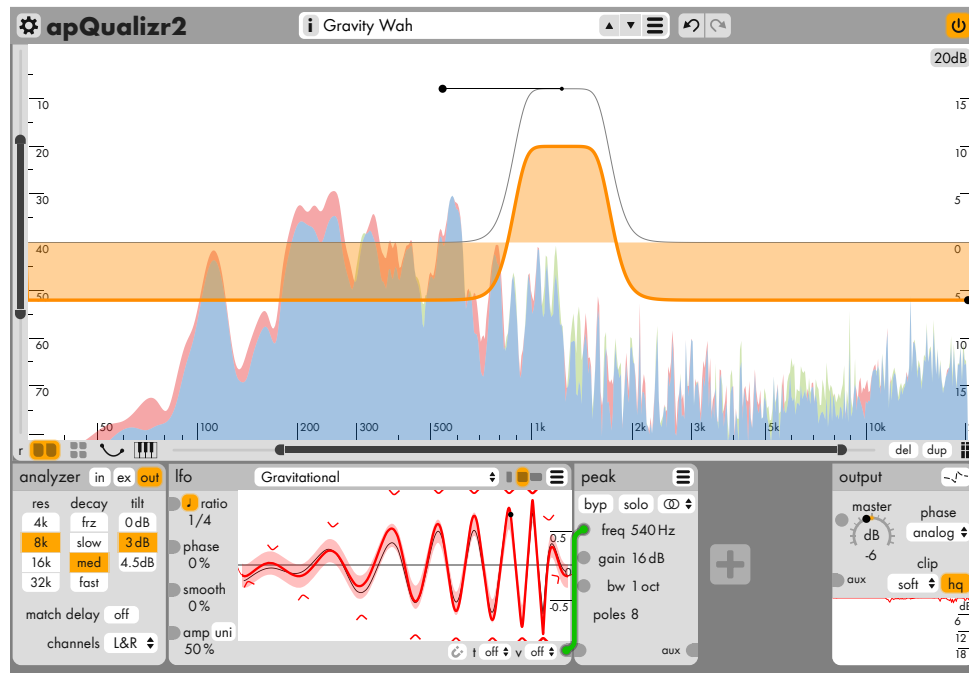 apQualizr2
i Gravity Wah
20dB
10 15
20 10
30 5
40 0
50 5
60 10
70 15
50 100 200 300 500 1k 2k 3k 5k 10k
r del dup
analyzer in ex out
res decay tilt
4k frz 0 dB
8k slow 3 dB
16k med 4.5dB
32k fast
match delay off
channels L&R
lfo Gravitational
ratio
1/4
phase
0%
smooth
0%
amp uni
50%
0.5
0
-0.5
t off v off
peak
byp solo
freq 540 Hz
gain 16 dB
bw 1 oct
poles 8
aux
output
master phase
dB analog
-6
clip
aux soft hq
dB
6
12
18